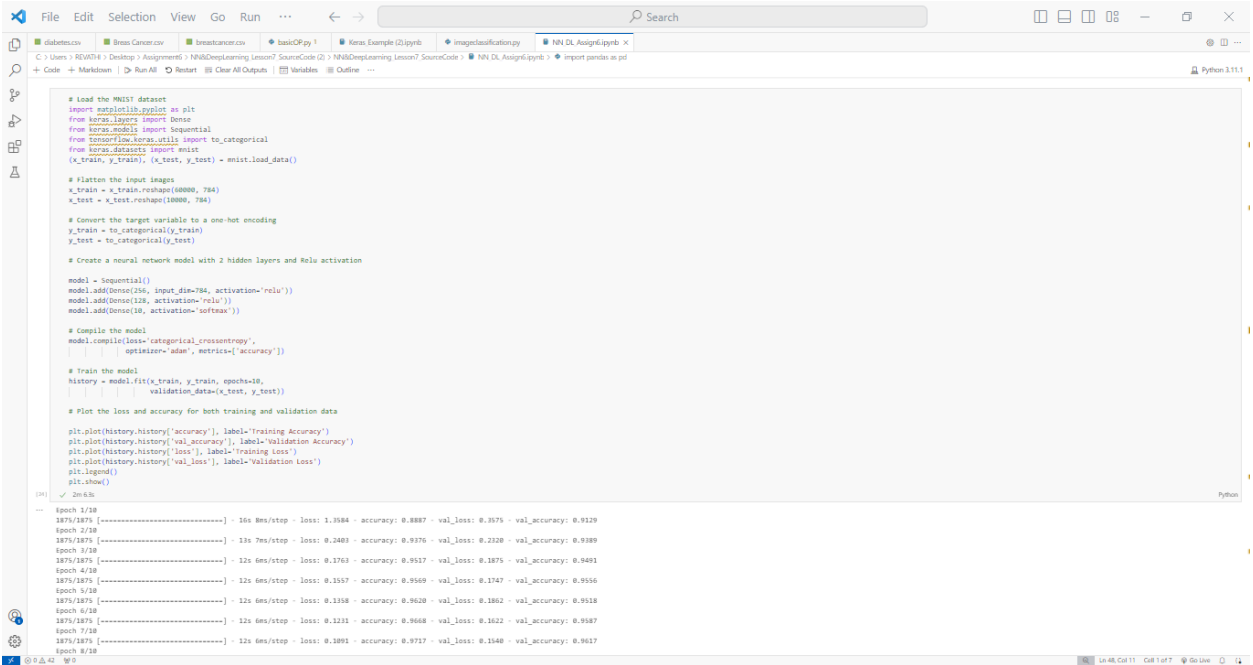 File Edit Selection View Go Run ··· Search
diabetes.csv Breas Cancer.csv breastcancer.csv basicOP.py 1 Keras_Example (2).ipynb imageclassification.py NN_DL_Assign6.ipynb ×
C: > Users > REVATHI > Desktop > Assignment6 > NN&DeepLearning_Lesson7_SourceCode (2) > NN&DeepLearning_Lesson7_SourceCode > NN_DL_Assign6.ipynb > import pandas as pd
+ Code + Markdown | Run All Restart Clear All Outputs | Variables Outline ··· Python 3.11.1
# Load the MNIST dataset
import matplotlib.pyplot as plt
from keras.layers import Dense
from keras.models import Sequential
from tensorflow.keras.utils import to_categorical
from keras.datasets import mnist
(x_train, y_train), (x_test, y_test) = mnist.load_data()
# Flatten the input images
x_train = x_train.reshape(60000, 784)
x_test = x_test.reshape(10000, 784)
# Convert the target variable to a one-hot encoding
y_train = to_categorical(y_train)
y_test = to_categorical(y_test)
# Create a neural network model with 2 hidden layers and Relu activation
model = Sequential()
model.add(Dense(256, input_dim=784, activation='relu'))
model.add(Dense(128, activation='relu'))
model.add(Dense(10, activation='softmax'))
# Compile the model
model.compile(loss='categorical_crossentropy',
optimizer='adam', metrics=['accuracy'])
# Train the model
history = model.fit(x_train, y_train, epochs=10,
validation_data=(x_test, y_test))
# Plot the loss and accuracy for both training and validation data
plt.plot(history.history['accuracy'], label='Training Accuracy')
plt.plot(history.history['val_accuracy'], label='Validation Accuracy')
plt.plot(history.history['loss'], label='Training Loss')
plt.plot(history.history['val_loss'], label='Validation Loss')
plt.legend()
plt.show()
✓ 2m 6.9s Python
Epoch 1/10
1875/1875 [==============================] - 16s 8ms/step - loss: 1.3584 - accuracy: 0.8887 - val_loss: 0.3575 - val_accuracy: 0.9129
Epoch 2/10
1875/1875 [==============================] - 13s 7ms/step - loss: 0.2403 - accuracy: 0.9376 - val_loss: 0.2320 - val_accuracy: 0.9389
Epoch 3/10
1875/1875 [==============================] - 12s 6ms/step - loss: 0.1763 - accuracy: 0.9517 - val_loss: 0.1875 - val_accuracy: 0.9491
Epoch 4/10
1875/1875 [==============================] - 12s 6ms/step - loss: 0.1557 - accuracy: 0.9569 - val_loss: 0.1747 - val_accuracy: 0.9556
Epoch 5/10
1875/1875 [==============================] - 12s 6ms/step - loss: 0.1358 - accuracy: 0.9620 - val_loss: 0.1862 - val_accuracy: 0.9518
Epoch 6/10
1875/1875 [==============================] - 12s 6ms/step - loss: 0.1231 - accuracy: 0.9668 - val_loss: 0.1622 - val_accuracy: 0.9587
Epoch 7/10
1875/1875 [==============================] - 12s 6ms/step - loss: 0.1091 - accuracy: 0.9717 - val_loss: 0.1540 - val_accuracy: 0.9617
Epoch 8/10
0 42 0 Ln 48, Col 11 Cell 1 of 7 Go Live